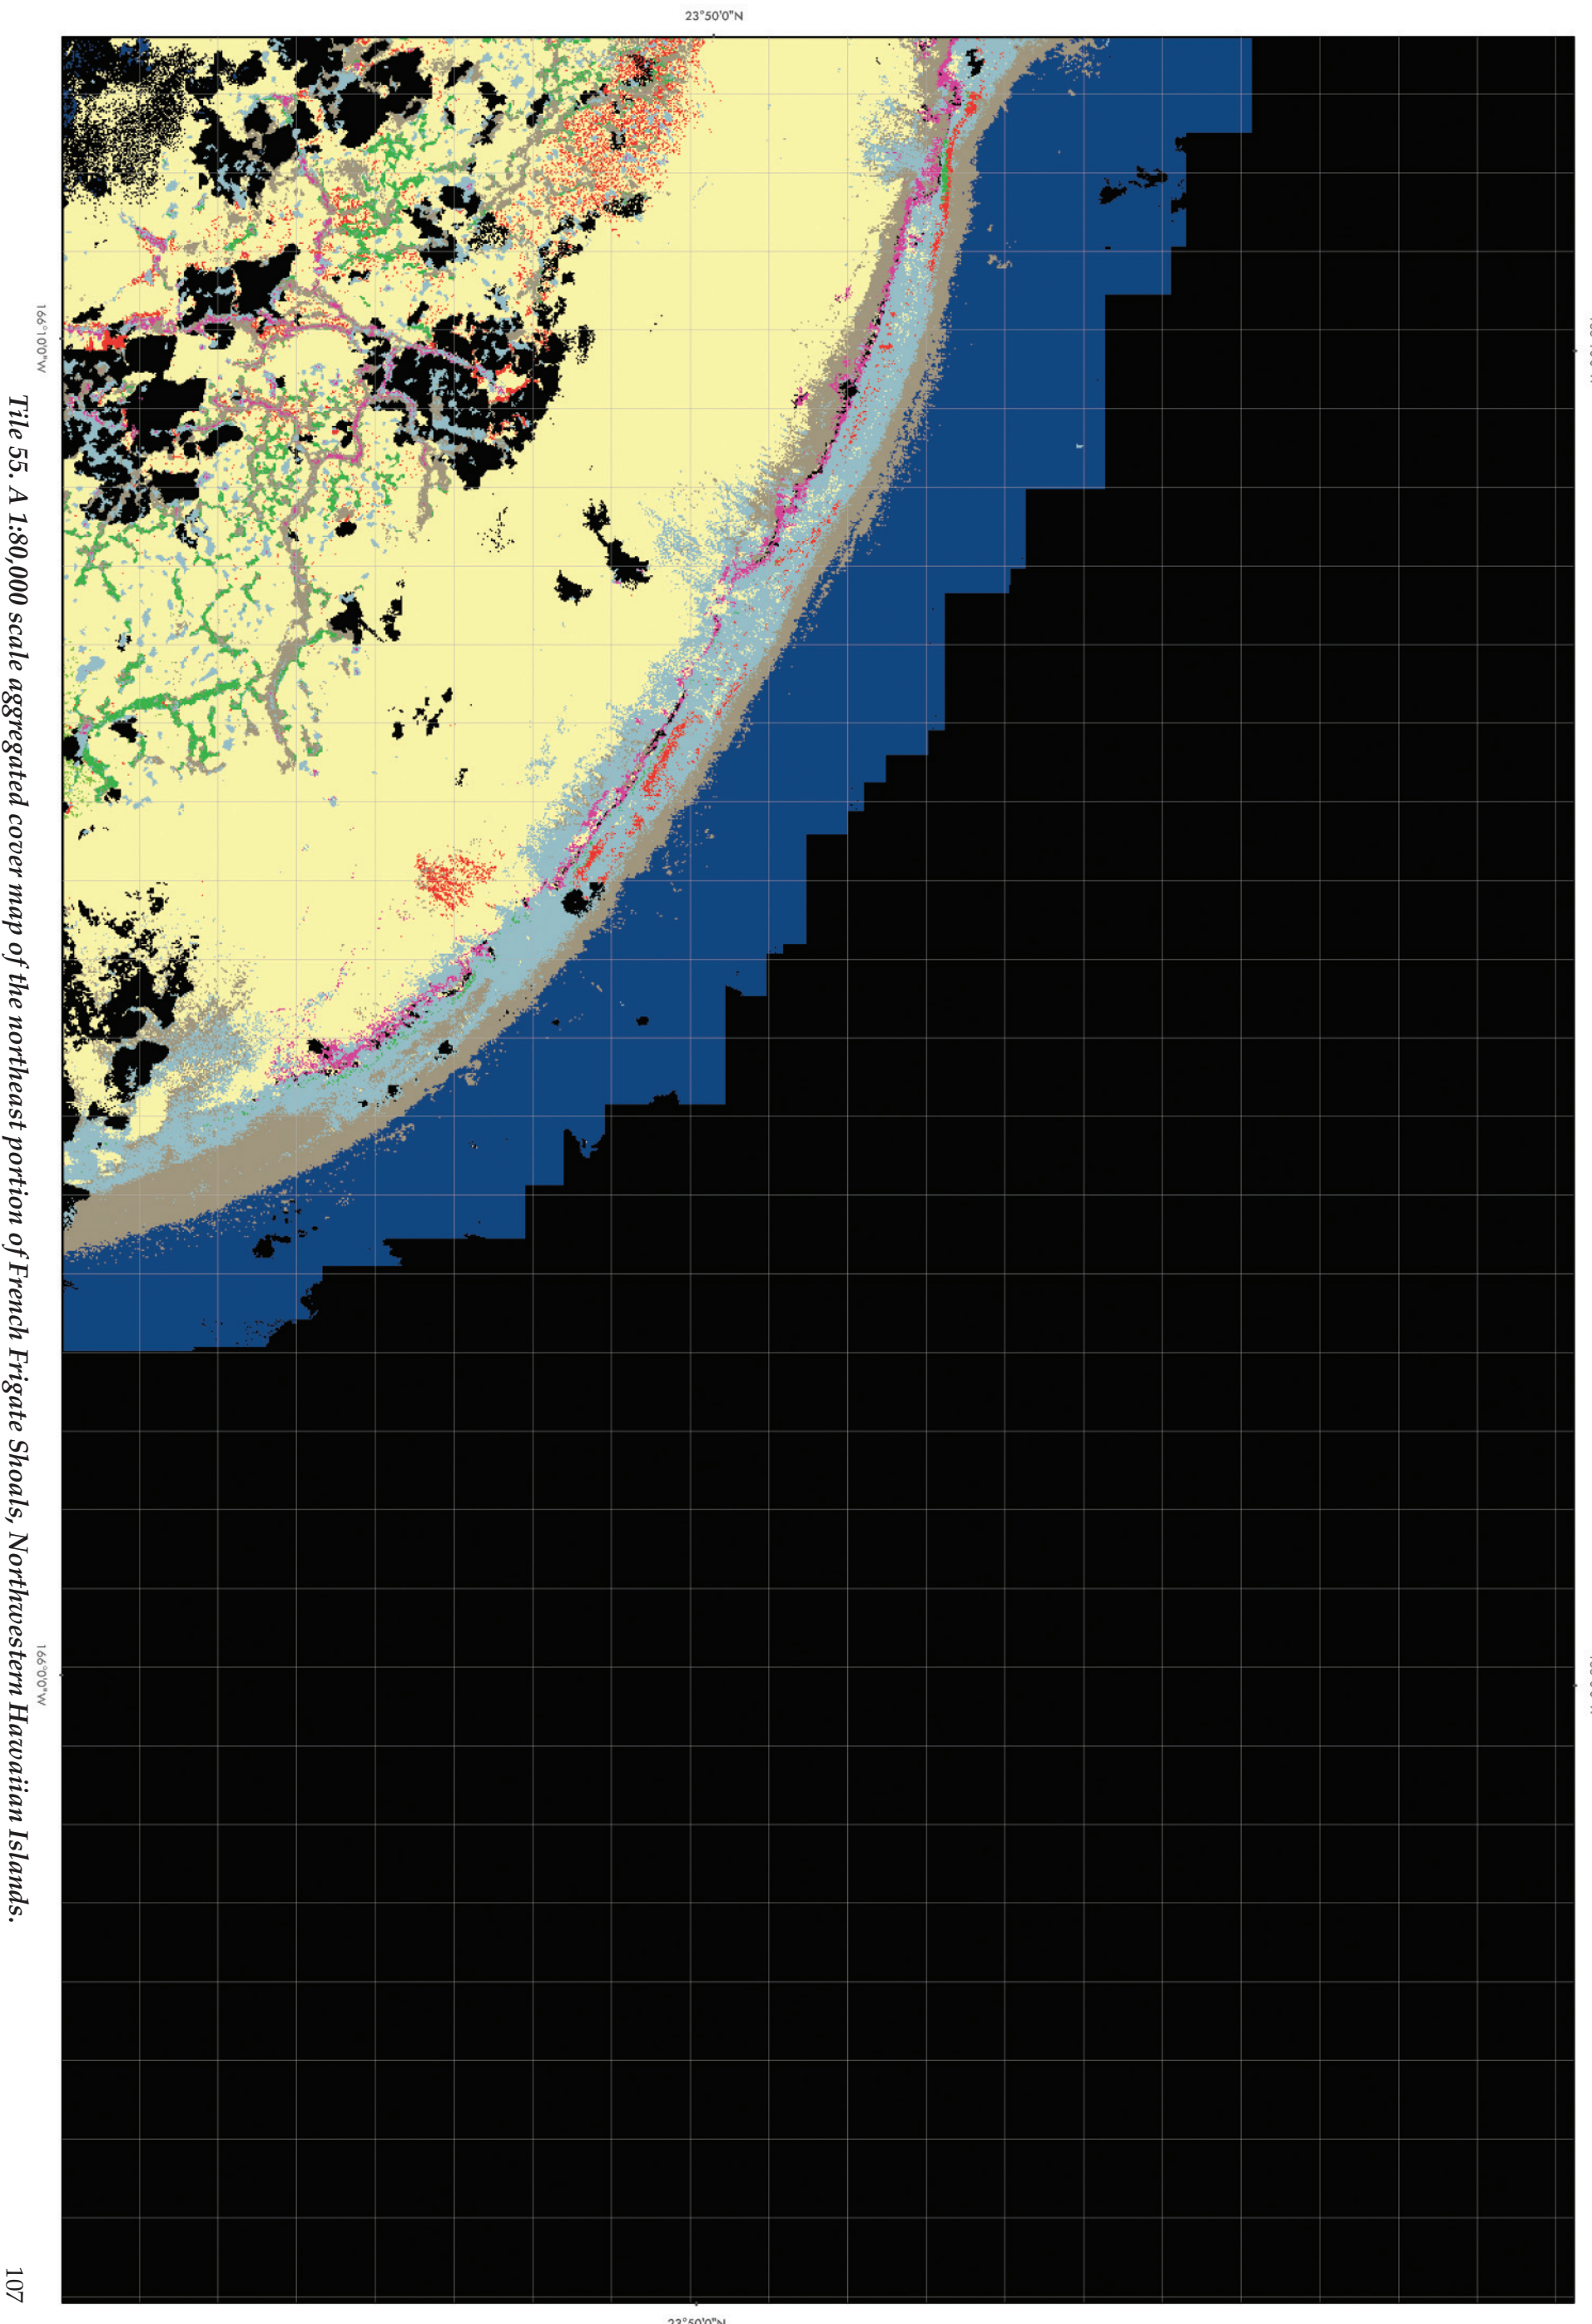 23°50'0"N
166°10'0"W
166°0'0"W
23°50'0"N
Tile 55. A 1:80,000 scale aggregated cover map of the northeast portion of French Frigate Shoals, Northwestern Hawaiian Islands.
107